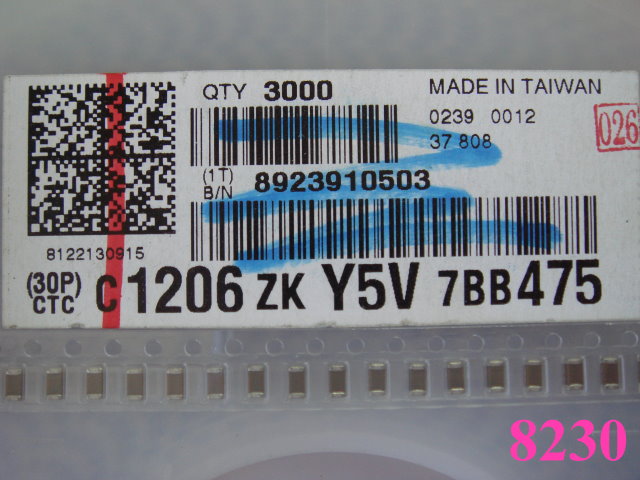 QTY 3000
MADE IN TAIWAN
0239 0012
37 808
026
(1T)
B/N 8923910503
8122130915
(30P)
CTC C1206 ZK Y5V 7BB475
8230